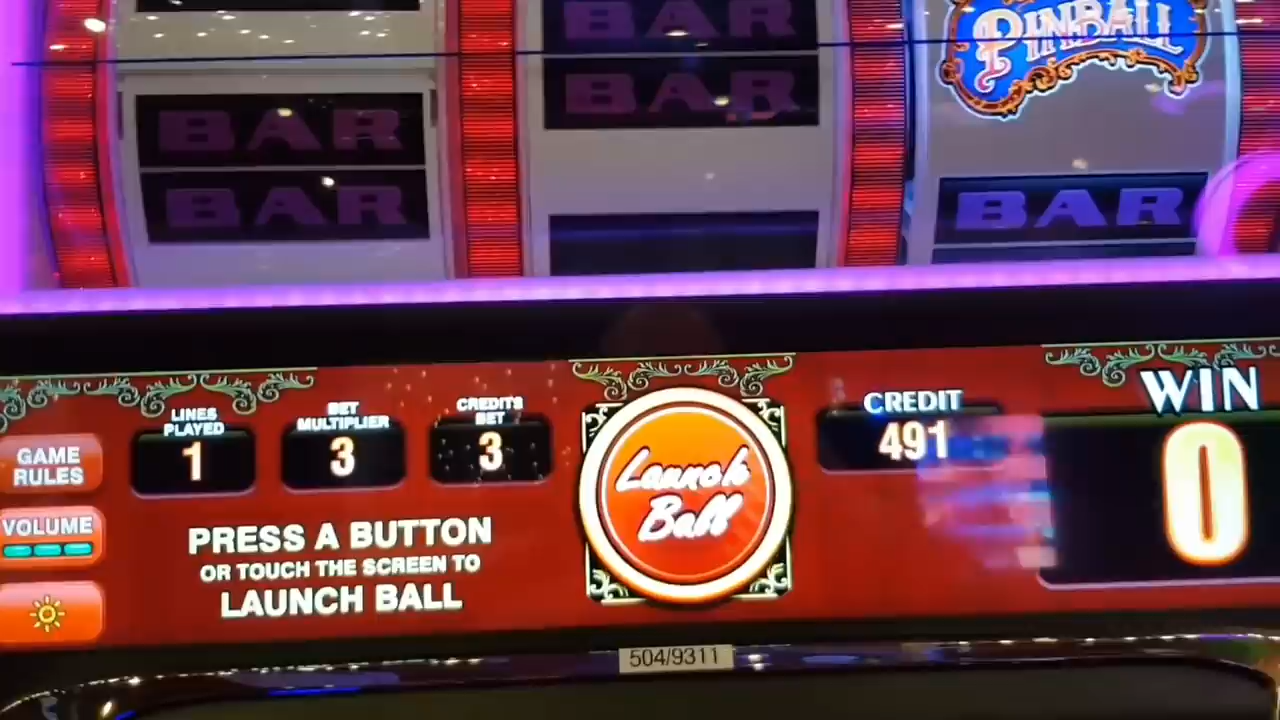 BAR
BAR
PINBALL
BAR
BAR
BAR
LINES
PLAYED
1
BET
MULTIPLIER
3
CREDITS
BET
3
Launch
Ball
CREDIT
491
WIN
0
GAME
RULES
VOLUME
PRESS A BUTTON
OR TOUCH THE SCREEN TO
LAUNCH BALL
504/9311